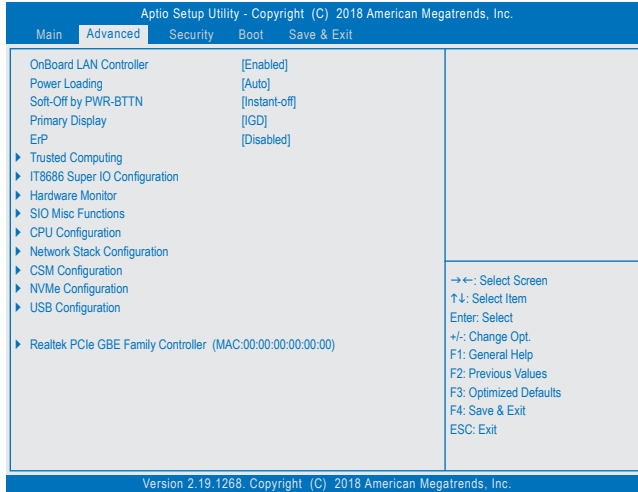 Aptio Setup Utility - Copyright (C) 2018 American Megatrends, Inc.
Main Advanced Security Boot Save & Exit
OnBoard LAN Controller [Enabled]
Power Loading [Auto]
Soft-Off by PWR-BTTN [Instant-off]
Primary Display [IGD]
ErP [Disabled]
Trusted Computing
IT8686 Super IO Configuration
Hardware Monitor
SIO Misc Functions
CPU Configuration
Network Stack Configuration
CSM Configuration
NVMe Configuration
USB Configuration
Realtek PCIe GBE Family Controller (MAC:00:00:00:00:00:00)
→←: Select Screen
↑↓: Select Item
Enter: Select
+/-: Change Opt.
F1: General Help
F2: Previous Values
F3: Optimized Defaults
F4: Save & Exit
ESC: Exit
Version 2.19.1268. Copyright (C) 2018 American Megatrends, Inc.